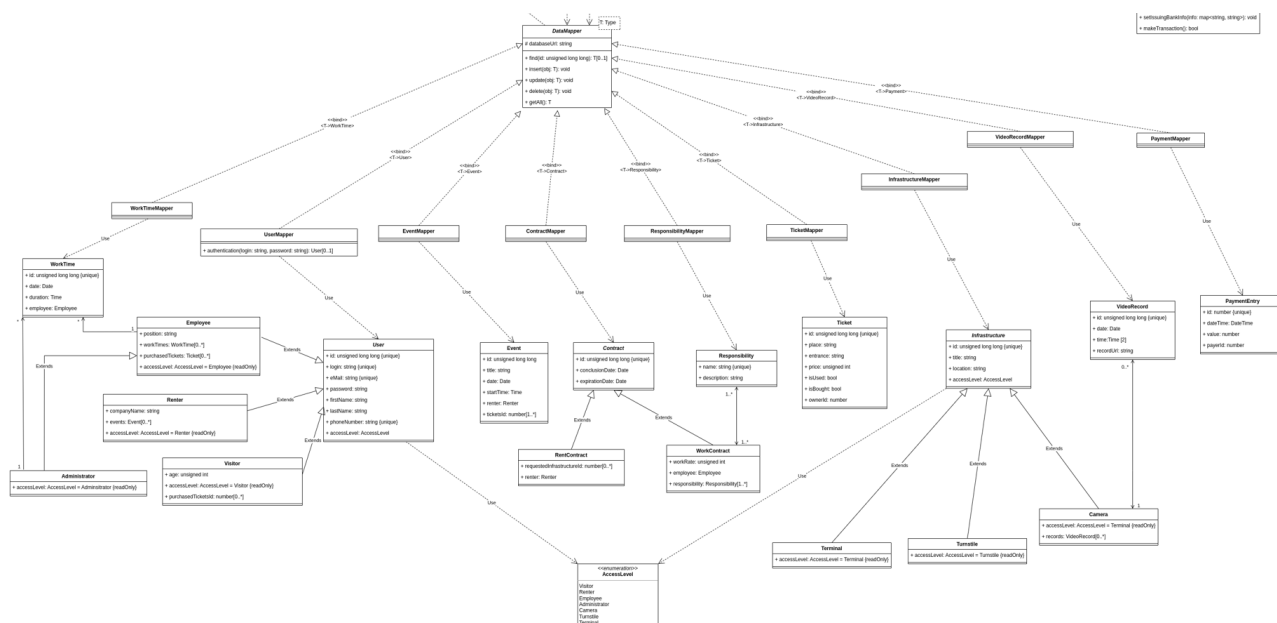 T: Type
DataMapper
# databaseUrl: string
+ find(id: unsigned long long): T[0..1]
+ insert(obj: T): void
+ update(obj: T): void
+ delete(obj: T): void
+ getAll(): T
+ setIssuingBankInfo(info: map<string, string>): void
+ makeTransaction(): bool
<<bind>>
<T->WorkTime>
<<bind>>
<T->User>
<<bind>>
<T->Event>
<<bind>>
<T->Contract>
<<bind>>
<T->Responsibility>
<<bind>>
<T->Ticket>
<<bind>>
<T->Infrastructure>
<<bind>>
<T->VideoRecord>
<<bind>>
<T->Payment>
WorkTimeMapper
UserMapper
+ authentication(login: string, password: string): User[0..1]
EventMapper
ContractMapper
ResponsibilityMapper
TicketMapper
InfrastructureMapper
VideoRecordMapper
PaymentMapper
Use
Use
Use
Use
Use
Use
Use
Use
Use
WorkTime
+ id: unsigned long long {unique}
+ date: Date
+ duration: Time
+ employee: Employee
*
*
1
1
Employee
+ position: string
+ workTimes: WorkTime[0..*]
+ purchasedTickets: Ticket[0..*]
+ accessLevel: AccessLevel = Employee {readOnly}
Extends
Extends
Extends
Extends
Renter
+ companyName: string
+ events: Event[0..*]
+ accessLevel: AccessLevel = Renter {readOnly}
Visitor
+ age: unsigned int
+ accessLevel: AccessLevel = Visitor {readOnly}
+ purchasedTicketsId: number[0..*]
Administrator
+ accessLevel: AccessLevel = Adminstrator {readOnly}
User
+ id: unsigned long long {unique}
+ login: string {unique}
+ eMail: string {unique}
+ password: string
+ firstName: string
+ lastName: string
+ phoneNumber: string {unique}
+ accessLevel: AccessLevel
Event
+ id: unsigned long long
+ title: string
+ date: Date
+ startTime: Time
+ renter: Renter
+ ticketsId: number[1..*]
Contract
+ id: unsigned long long {unique}
+ conclusionDate: Date
+ expirationDate: Date
Extends
Extends
RentContract
+ requestedInfrastructureId: number[0..*]
+ renter: Renter
WorkContract
+ workRate: unsigned int
+ employee: Employee
+ responsibility: Responsibility[1..*]
Responsibility
+ name: string {unique}
+ description: string
1..*
1..*
Ticket
+ id: unsigned long long {unique}
+ place: string
+ entrance: string
+ price: unsigned int
+ isUsed: bool
+ isBought: bool
+ ownerId: number
Infrastructure
+ id: unsigned long long {unique}
+ title: string
+ location: string
+ accessLevel: AccessLevel
Extends
Extends
Extends
VideoRecord
+ id: unsigned long long {unique}
+ date: Date
+ time:Time [2]
+ recordUrl: string
0..*
1
PaymentEntry
+ id: number {unique}
+ dateTime: DateTime
+ value: number
+ payerId: number
Terminal
+ accessLevel: AccessLevel = Terminal {readOnly}
Turnstile
+ accessLevel: AccessLevel = Turnstile {readOnly}
Camera
+ accessLevel: AccessLevel = Terminal {readOnly}
+ records: VideoRecord[0..*]
Use
Use
<<enumeration>>
AccessLevel
Visitor
Renter
Employee
Administrator
Camera
Turnstile
Terminal